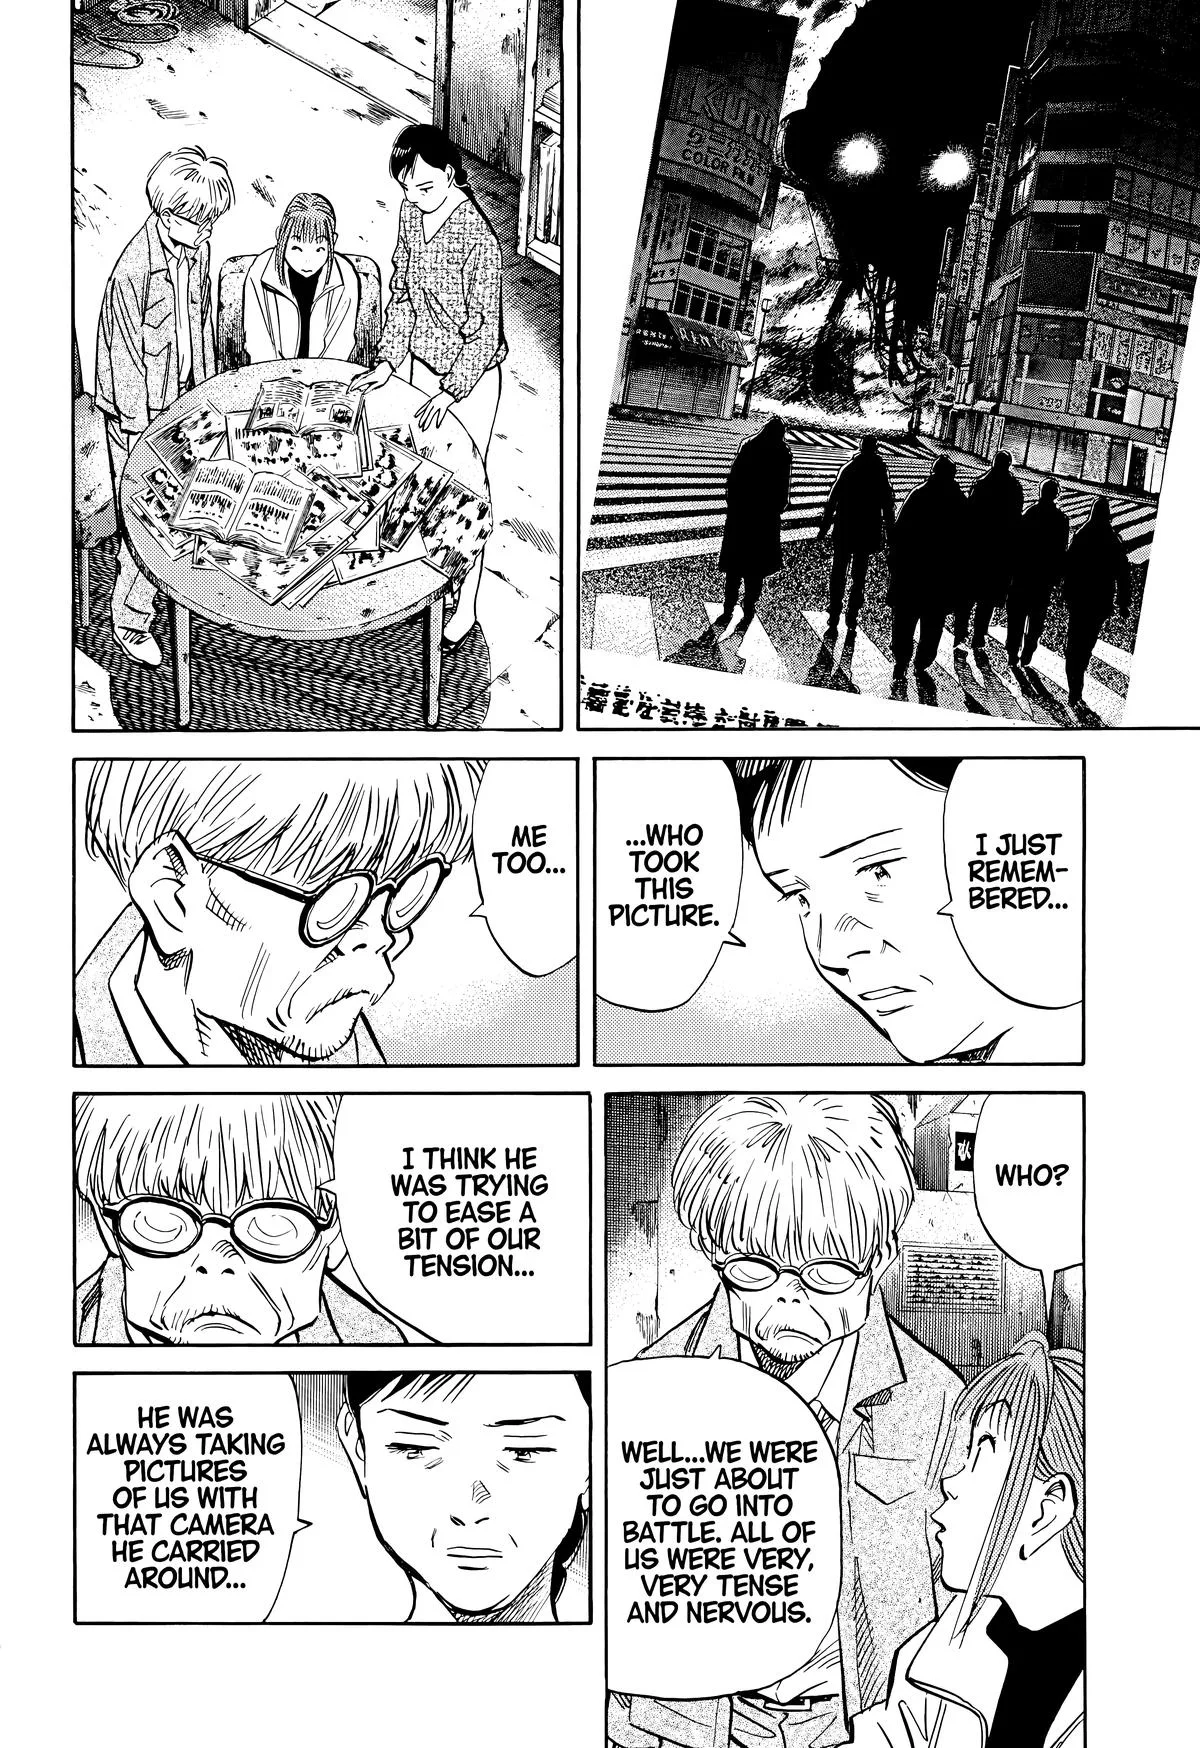 KUni
COLOR FILM
I JUST
REMEM-
BERED...
...WHO
TOOK
THIS
PICTURE.
ME
TOO...
WHO?
WELL...WE WERE
JUST ABOUT
TO GO INTO
BATTLE. ALL OF
US WERE VERY,
VERY TENSE
AND NERVOUS.
I THINK HE
WAS TRYING
TO EASE A
BIT OF OUR
TENSION...
HE WAS
ALWAYS TAKING
PICTURES
OF US WITH
THAT CAMERA
HE CARRIED
AROUND...